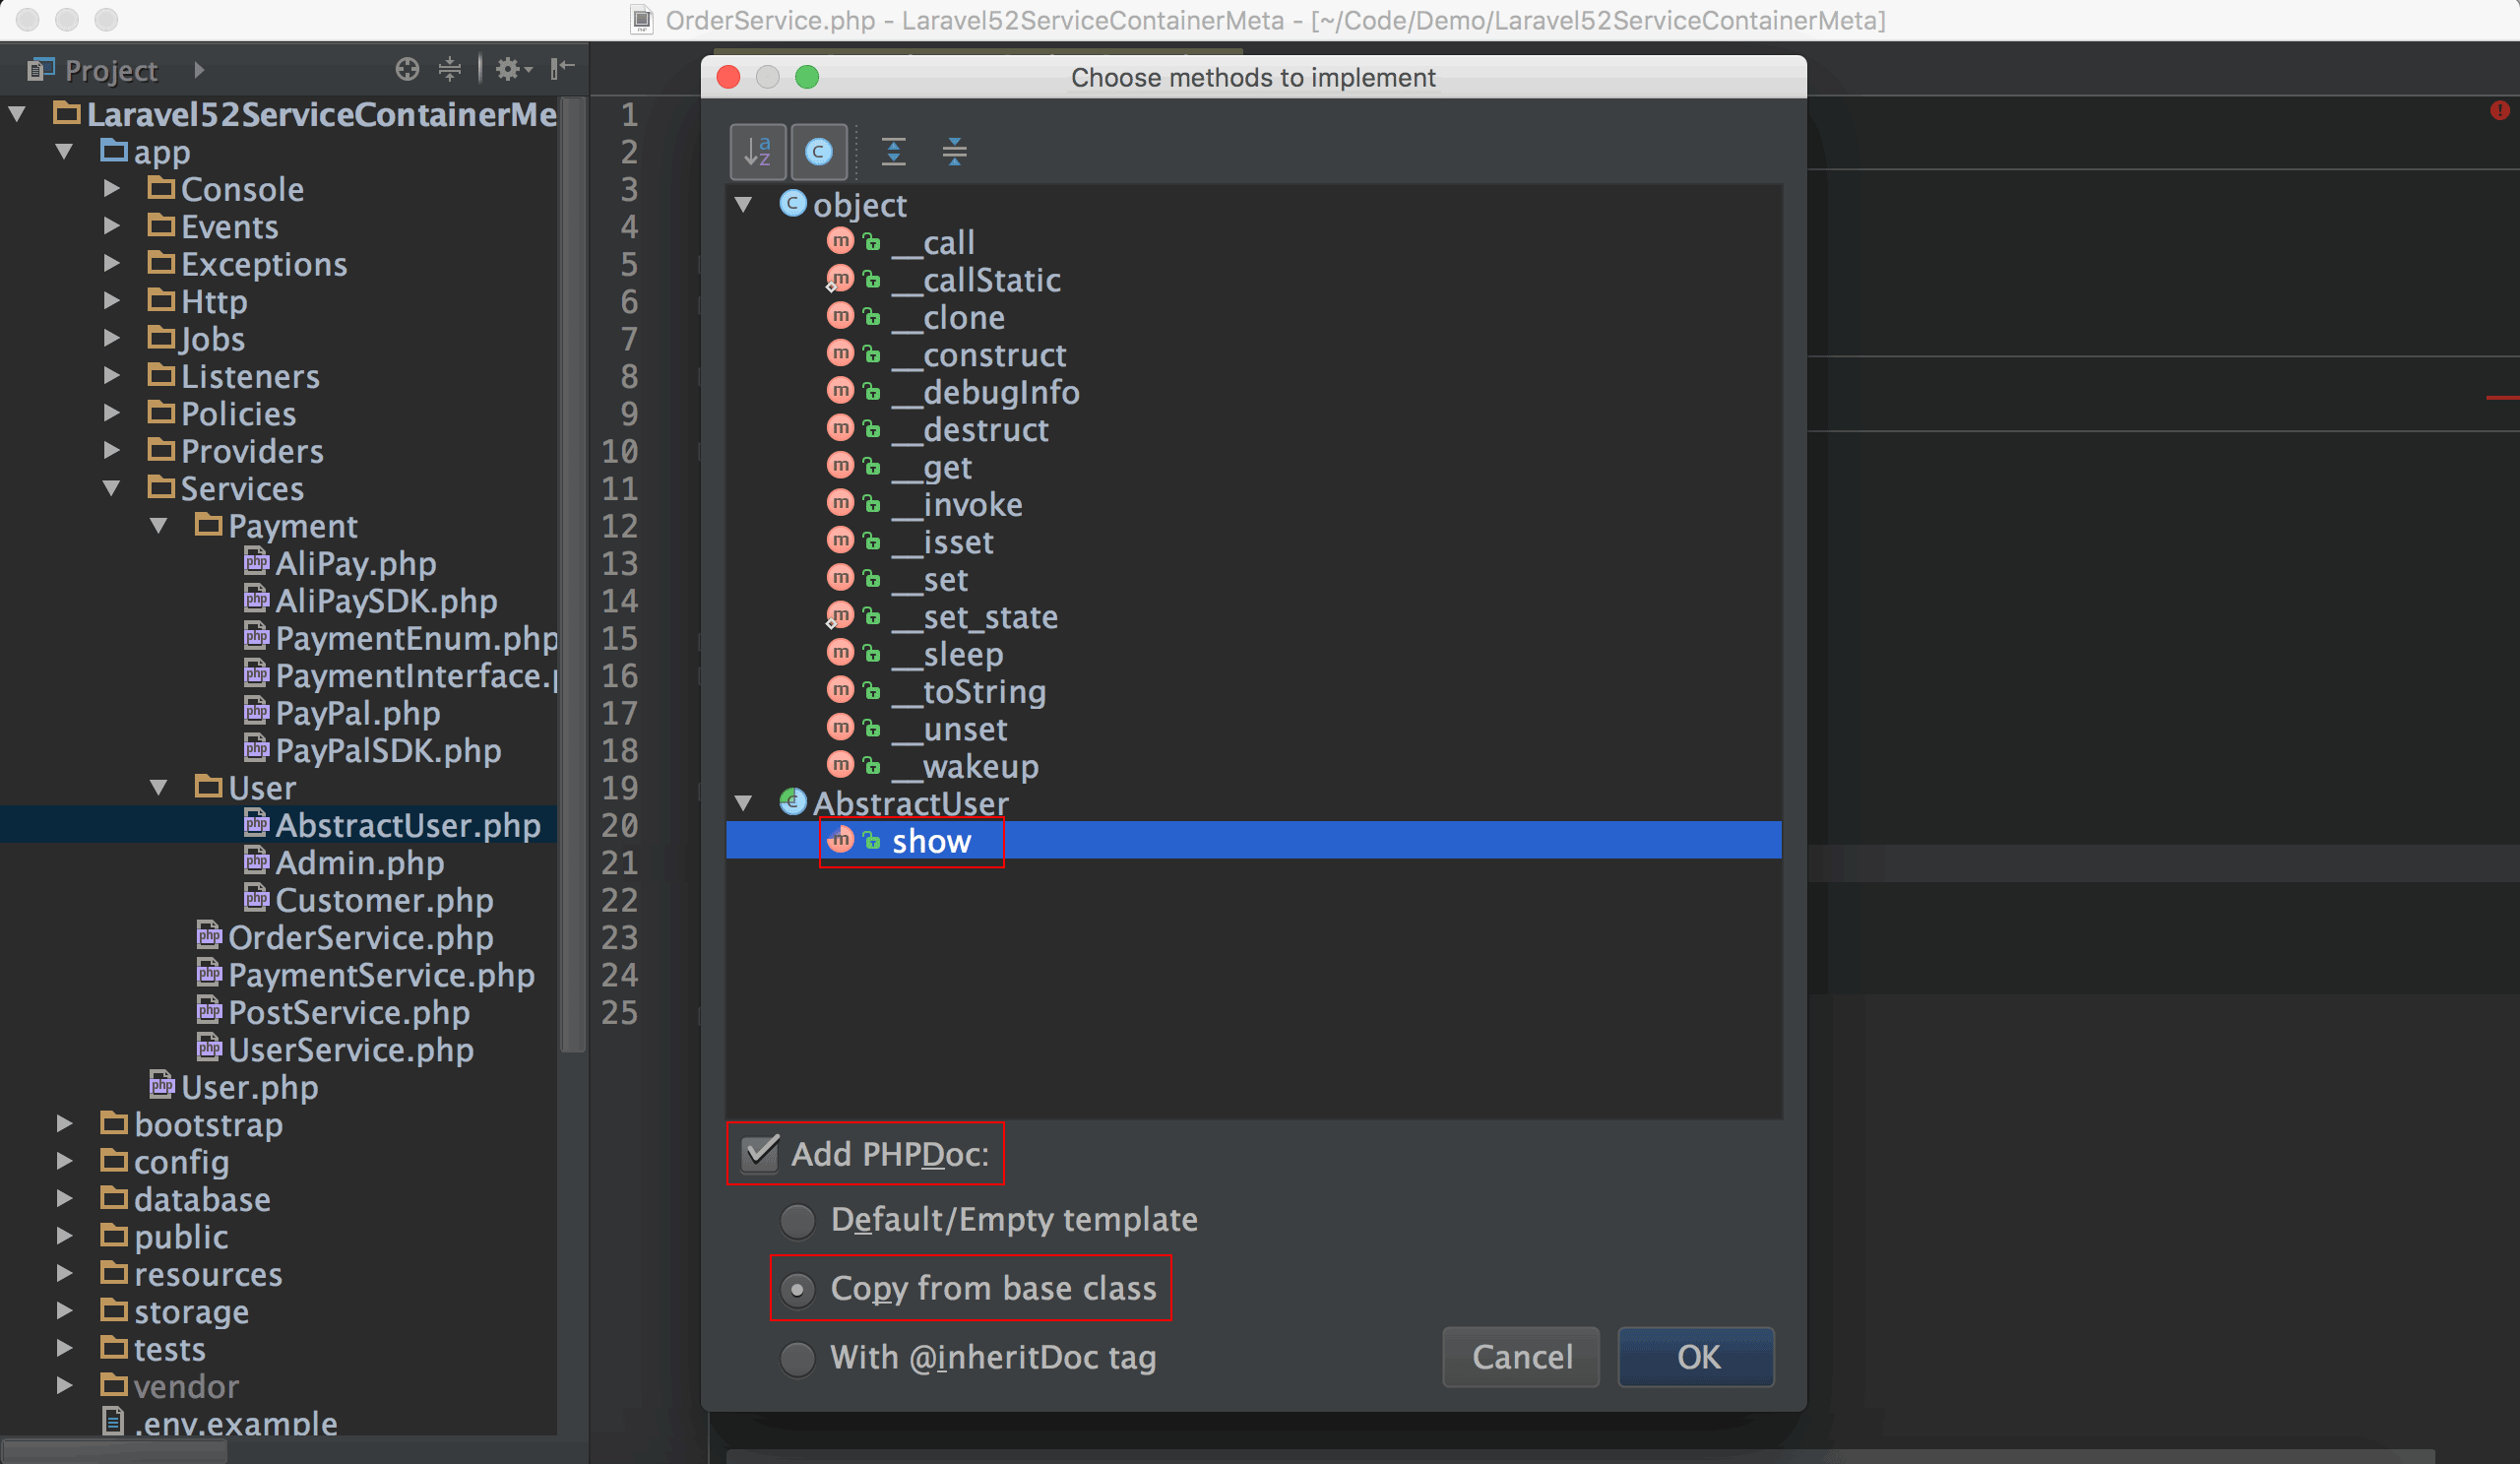 OrderService.php - Laravel52ServiceContainerMeta - [~/Code/Demo/Laravel52ServiceContainerMeta]
Project
Laravel52ServiceContainerMe
app
Console
Events
Exceptions
Http
Jobs
Listeners
Policies
Providers
Services
Payment
AliPay.php
AliPaySDK.php
PaymentEnum.php
PaymentInterface.p
PayPal.php
PayPalSDK.php
User
AbstractUser.php
Admin.php
Customer.php
OrderService.php
PaymentService.php
PostService.php
UserService.php
User.php
bootstrap
config
database
public
resources
storage
tests
vendor
.env.example
1
2
3
4
5
6
7
8
9
10
11
12
13
14
15
16
17
18
19
20
21
22
23
24
25
Choose methods to implement
object
__call
__callStatic
__clone
__construct
__debugInfo
__destruct
__get
__invoke
__isset
__set
__set_state
__sleep
__toString
__unset
__wakeup
AbstractUser
show
Add PHPDoc:
Default/Empty template
Copy from base class
With @inheritDoc tag
Cancel
OK